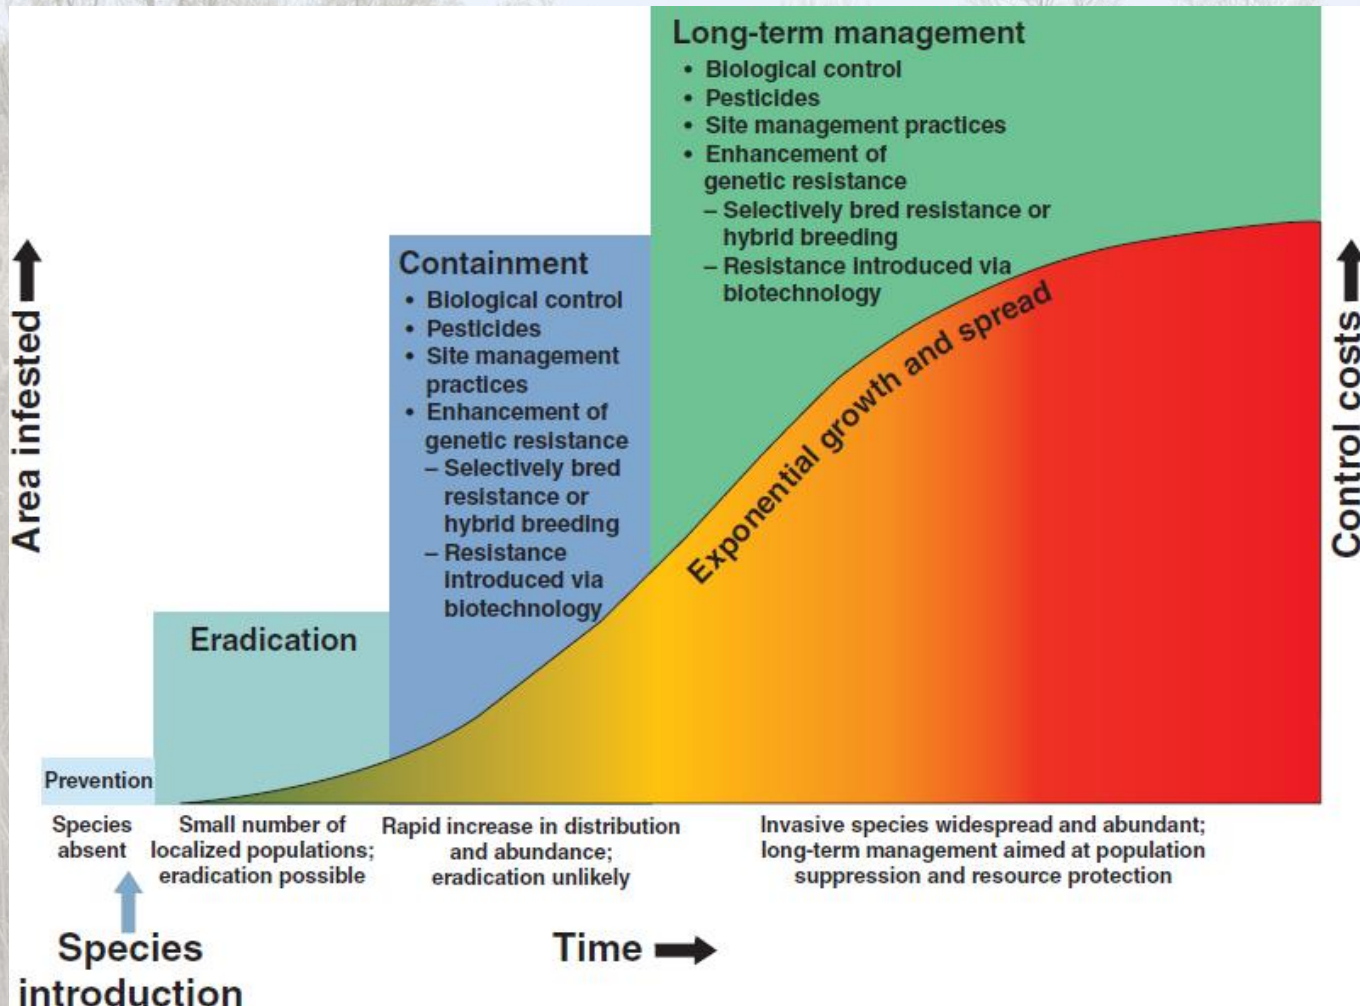 Long-term management
• Biological control
• Pesticides
• Site management practices
• Enhancement of
genetic resistance
– Selectively bred resistance or
hybrid breeding
– Resistance introduced via
biotechnology
Containment
• Biological control
• Pesticides
• Site management
practices
• Enhancement of
genetic resistance
– Selectively bred
resistance or
hybrid breeding
– Resistance
introduced via
biotechnology
Eradication
Prevention
Exponential growth and spread
Area infested
Control costs
Species
absent
Small number of
localized populations;
eradication possible
Rapid increase in distribution
and abundance;
eradication unlikely
Invasive species widespread and abundant;
long-term management aimed at population
suppression and resource protection
Species
introduction
Time